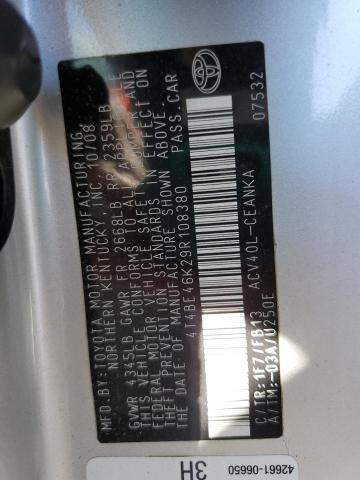 MFD.BY:TOYOTA MOTOR MANUFACTURING,
NORTHERN KENTUCKY, INC. 10/08
GVWR 4345LB GAWR FR 2668LB RR 2359LB
THIS VEHICLE CONFORMS TO ALL APPLICABLE
FEDERAL MOTOR VEHICLE SAFETY, BUMPER AND
THEFT PREVENTION STANDARDS IN EFFECT ON
THE DATE OF MANUFACTURE SHOWN ABOVE.
4T4BE46K29R108380 PASS.CAR
C/TR:1F7/FB13 ACV40L-CEANKA
A/TM:-03A/U250E 07532
42661-06650
3H